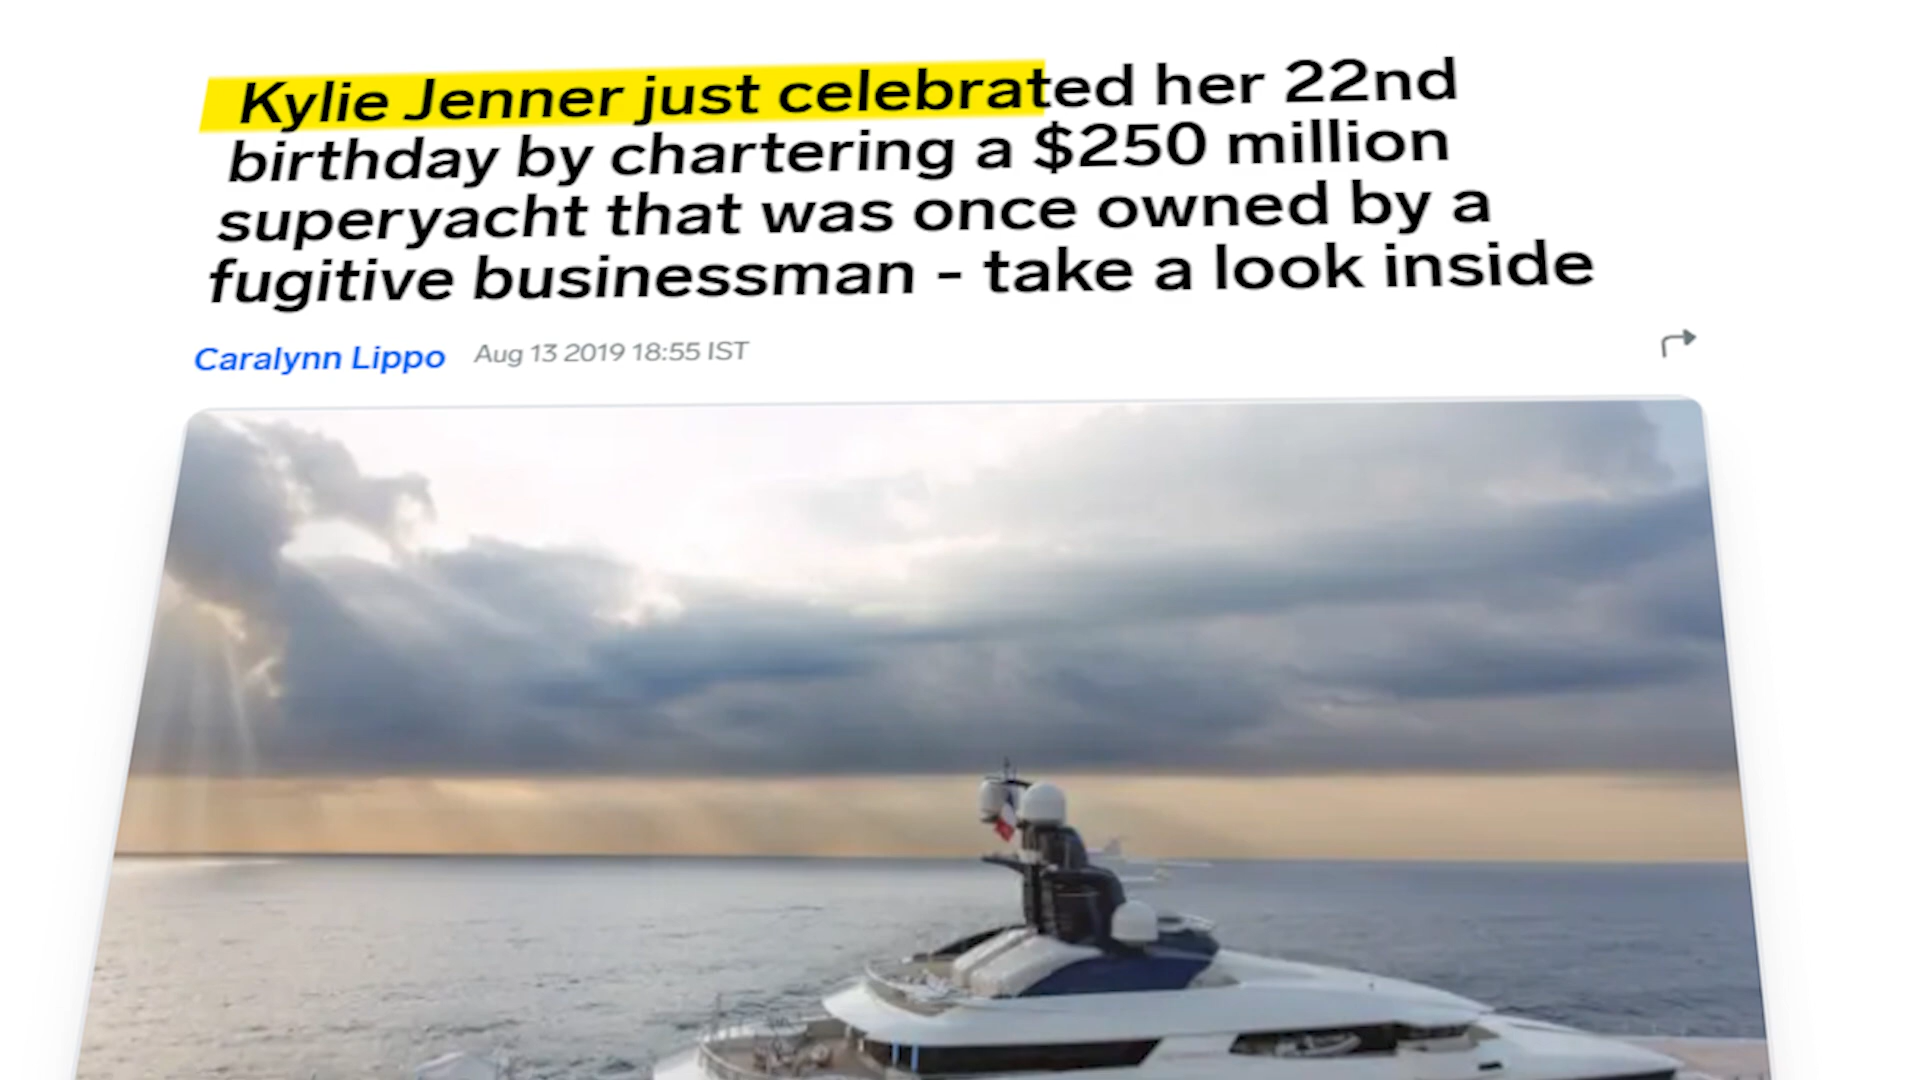 Kylie Jenner just celebrated her 22nd
birthday by chartering a $250 million
superyacht that was once owned by a
fugitive businessman - take a look inside
Caralynn Lippo Aug 13 2019 18:55 IST